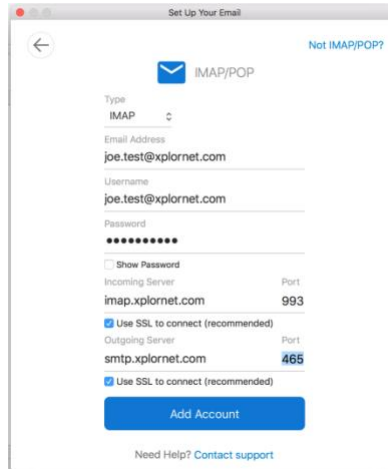 Set Up Your Email
Not IMAP/POP?
IMAP/POP
Type
IMAP
Email Address
joe.test@xplornet.com
Username
joe.test@xplornet.com
Password
●●●●●●●●●●
Show Password
Incoming Server Port
imap.xplornet.com 993
Use SSL to connect (recommended)
Outgoing Server Port
smtp.xplornet.com 465
Use SSL to connect (recommended)
Add Account
Need Help? Contact support